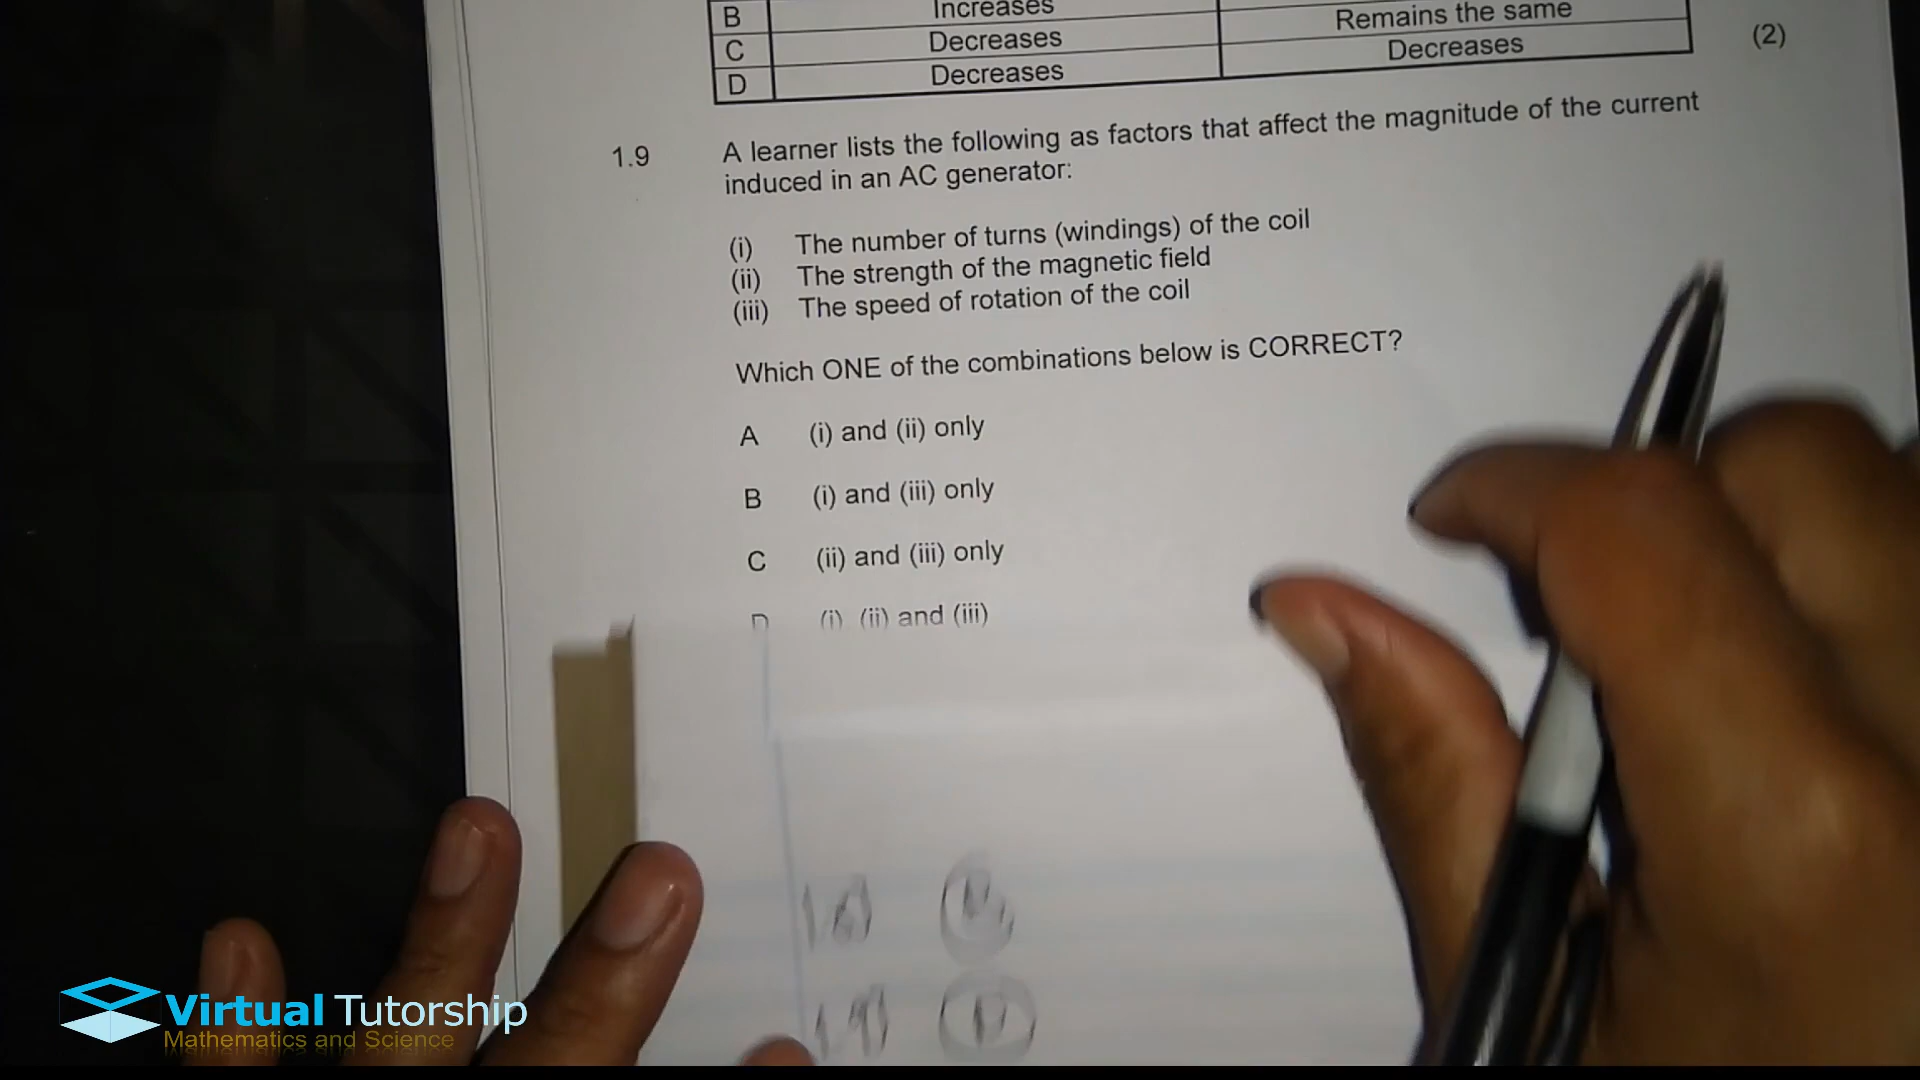 B Increases
C Decreases Remains the same
D Decreases Decreases
(2)
1.9 A learner lists the following as factors that affect the magnitude of the current
induced in an AC generator:
(i) The number of turns (windings) of the coil
(ii) The strength of the magnetic field
(iii) The speed of rotation of the coil
Which ONE of the combinations below is CORRECT?
A (i) and (ii) only
B (i) and (iii) only
C (ii) and (iii) only
D (i) (ii) and (iii)
Virtual Tutorship
Mathematics and Science